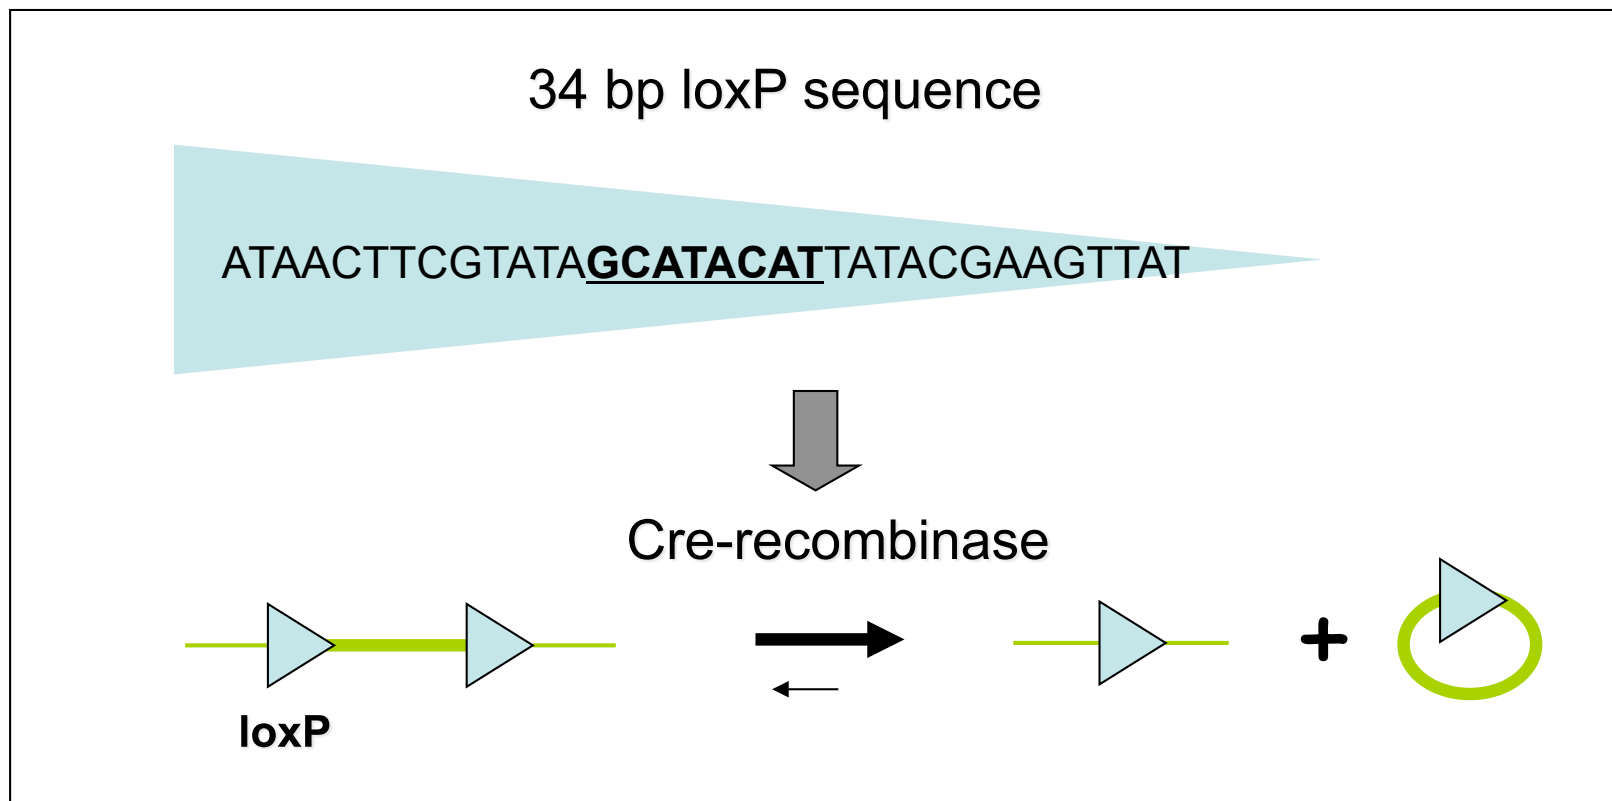 34 bp loxP sequence
ATAACTTCGTATAGCATACATTATACGAAGTTAT
Cre-recombinase
+
loxP